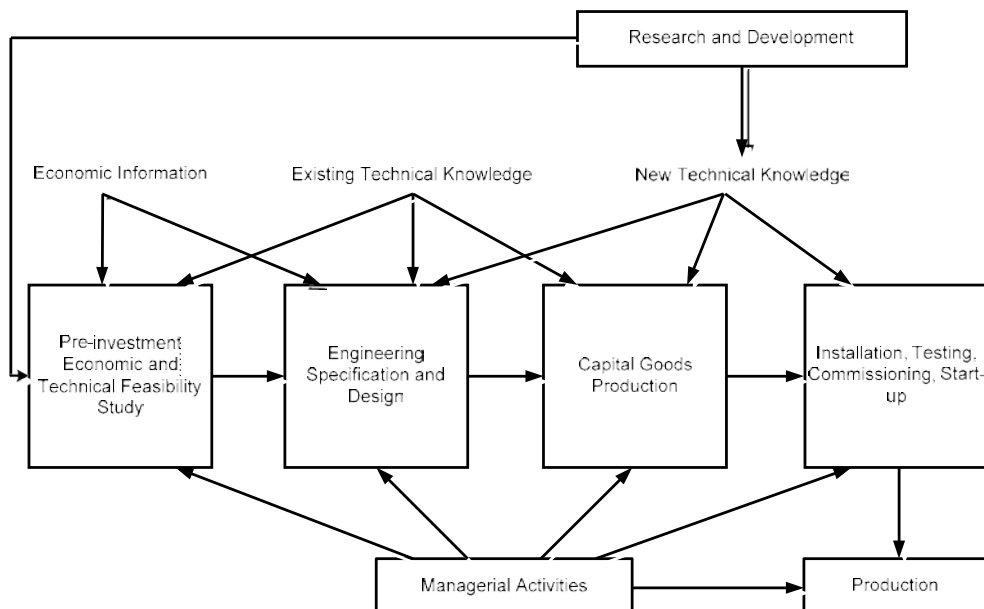 Research and Development
Economic Information
Existing Technical Knowledge
New Technical Knowledge
Pre-investment
Economic and
Technical Feasibility
Study
Engineering
Specification and
Design
Capital Goods
Production
Installation, Testing,
Commissioning, Start-
up
Managerial Activities
Production